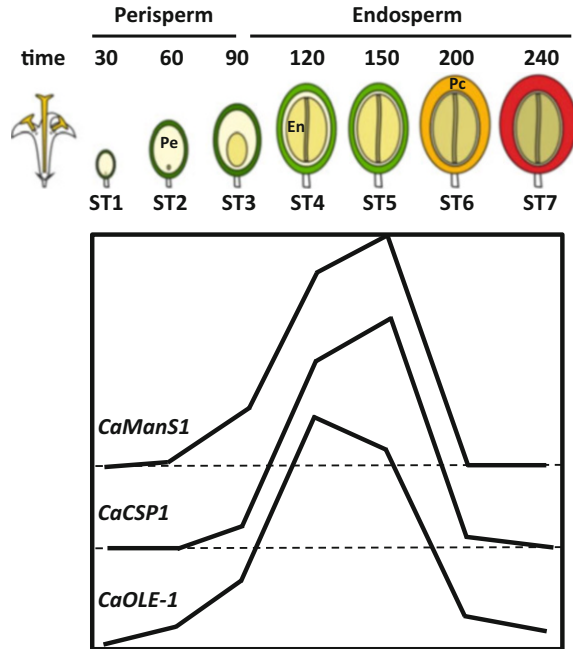 Perisperm Endosperm
time 30 60 90 120 150 200 240
Pc
Pe En
ST1 ST2 ST3 ST4 ST5 ST6 ST7
CaManS1
CaCSP1
CaOLE-1